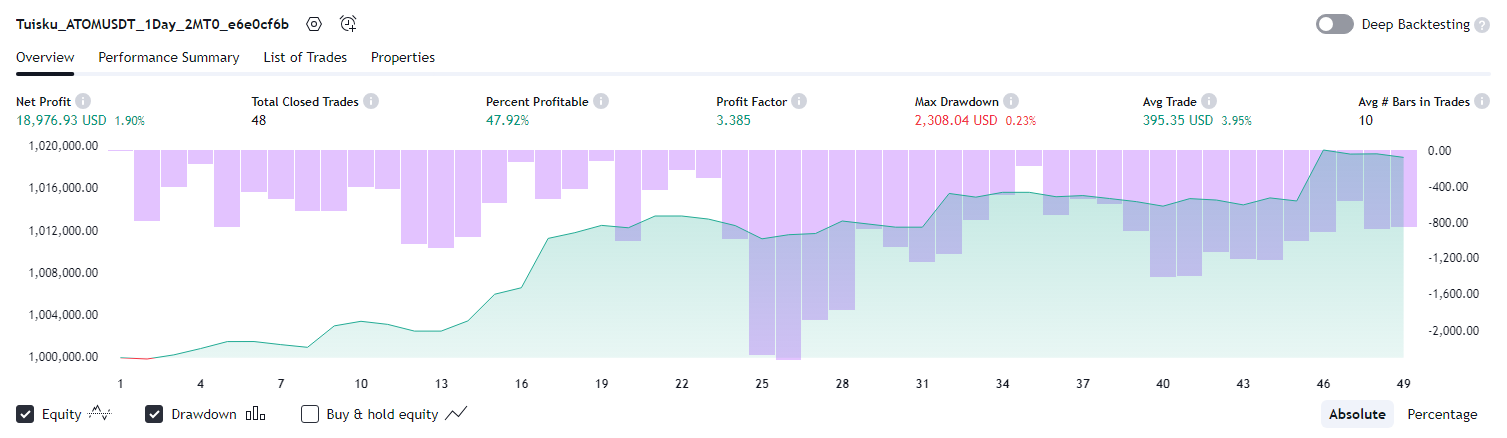 Tuisku_ATOMUSDT_1Day_2MT0_e6e0cf6b Deep Backtesting ?
Overview Performance Summary List of Trades Properties
Net Profit i Total Closed Trades i Percent Profitable i Profit Factor i Max Drawdown i Avg Trade i Avg # Bars in Trades i
18,976.93 USD 1.90% 48 47.92% 3.385 2,308.04 USD 0.23% 395.35 USD 3.95% 10
1,020,000.00 0.00
1,016,000.00 -400.00
1,012,000.00 -800.00
1,008,000.00 -1,200.00
1,004,000.00 -1,600.00
1,000,000.00 -2,000.00
1 4 7 10 13 16 19 22 25 28 31 34 37 40 43 46 49
Equity Drawdown Buy & hold equity Absolute Percentage